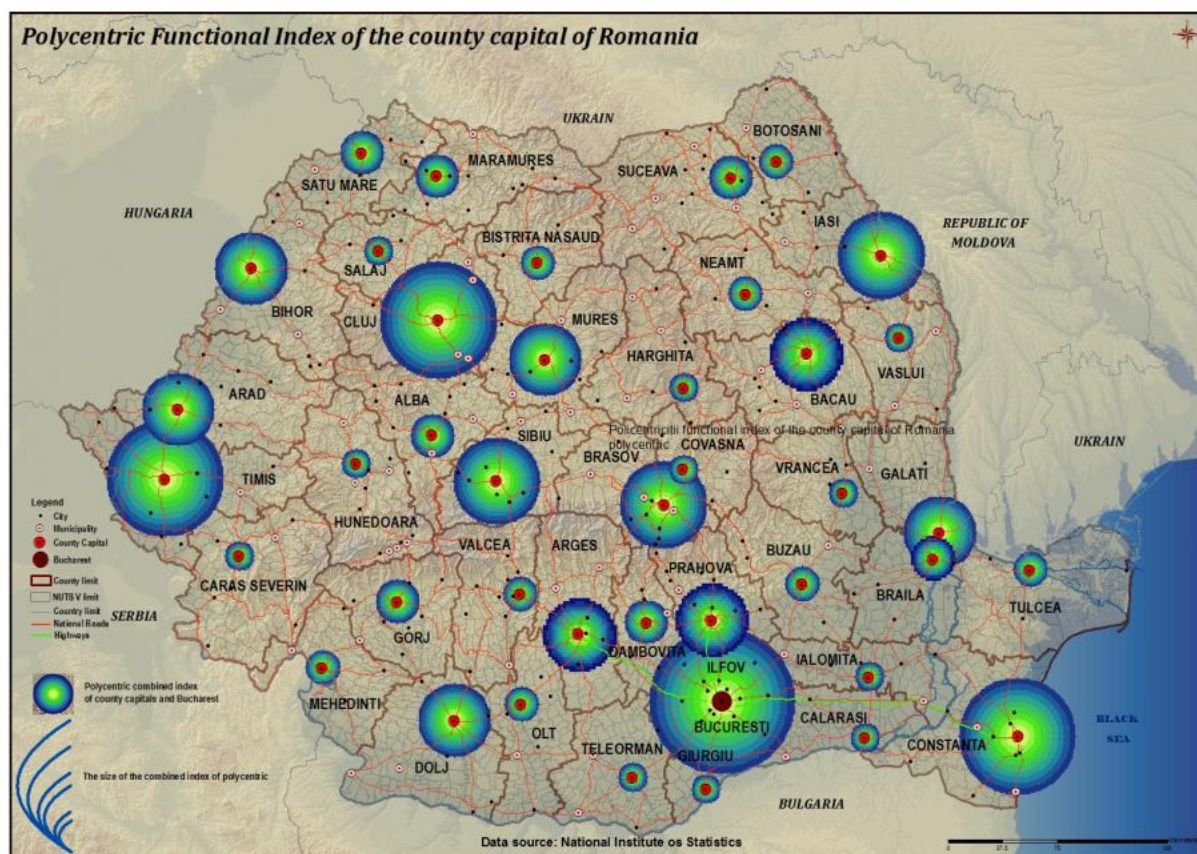 Polycentric Functional Index of the county capital of Romania
UKRAIN
BOTOSANI
MARAMURES
SUCEAVA
SATU MARE
HUNGARIA
REPUBLIC OF
MOLDOVA
IASI
BISTRITA NASAUD
NEAMT
SALAJ
BIHOR
CLUJ
MURES
HARGHITA
VASLUI
ARAD
ALBA
BACAU
SIBIU
Policentricitii functional index of the county capitel of Romania
polycentric
COVASNA
UKRAIN
BRASOV
VRANCEA
GALATI
TIMIS
Legend
City
Municipality
County Capital
Bucharest
County limit
NUTS V limit
Country limit
National Roads
Highways
HUNEDOARA
VALCEA
ARGES
BUZAU
PRAHOVA
CARAS SEVERIN
BRAILA
TULCEA
SERBIA
GORJ
DAMBOVITA
ILFOV
IALOMITA
Polycentric combined index
of county capitals and Bucharest
MEHEDINTI
BUCURESTI
CALARASI
BLACK
SEA
OLT
TELEORMAN
GIURGIU
CONSTANTA
DOLJ
The size of the combined index of polycentric
BULGARIA
Data source: National Institute os Statistics